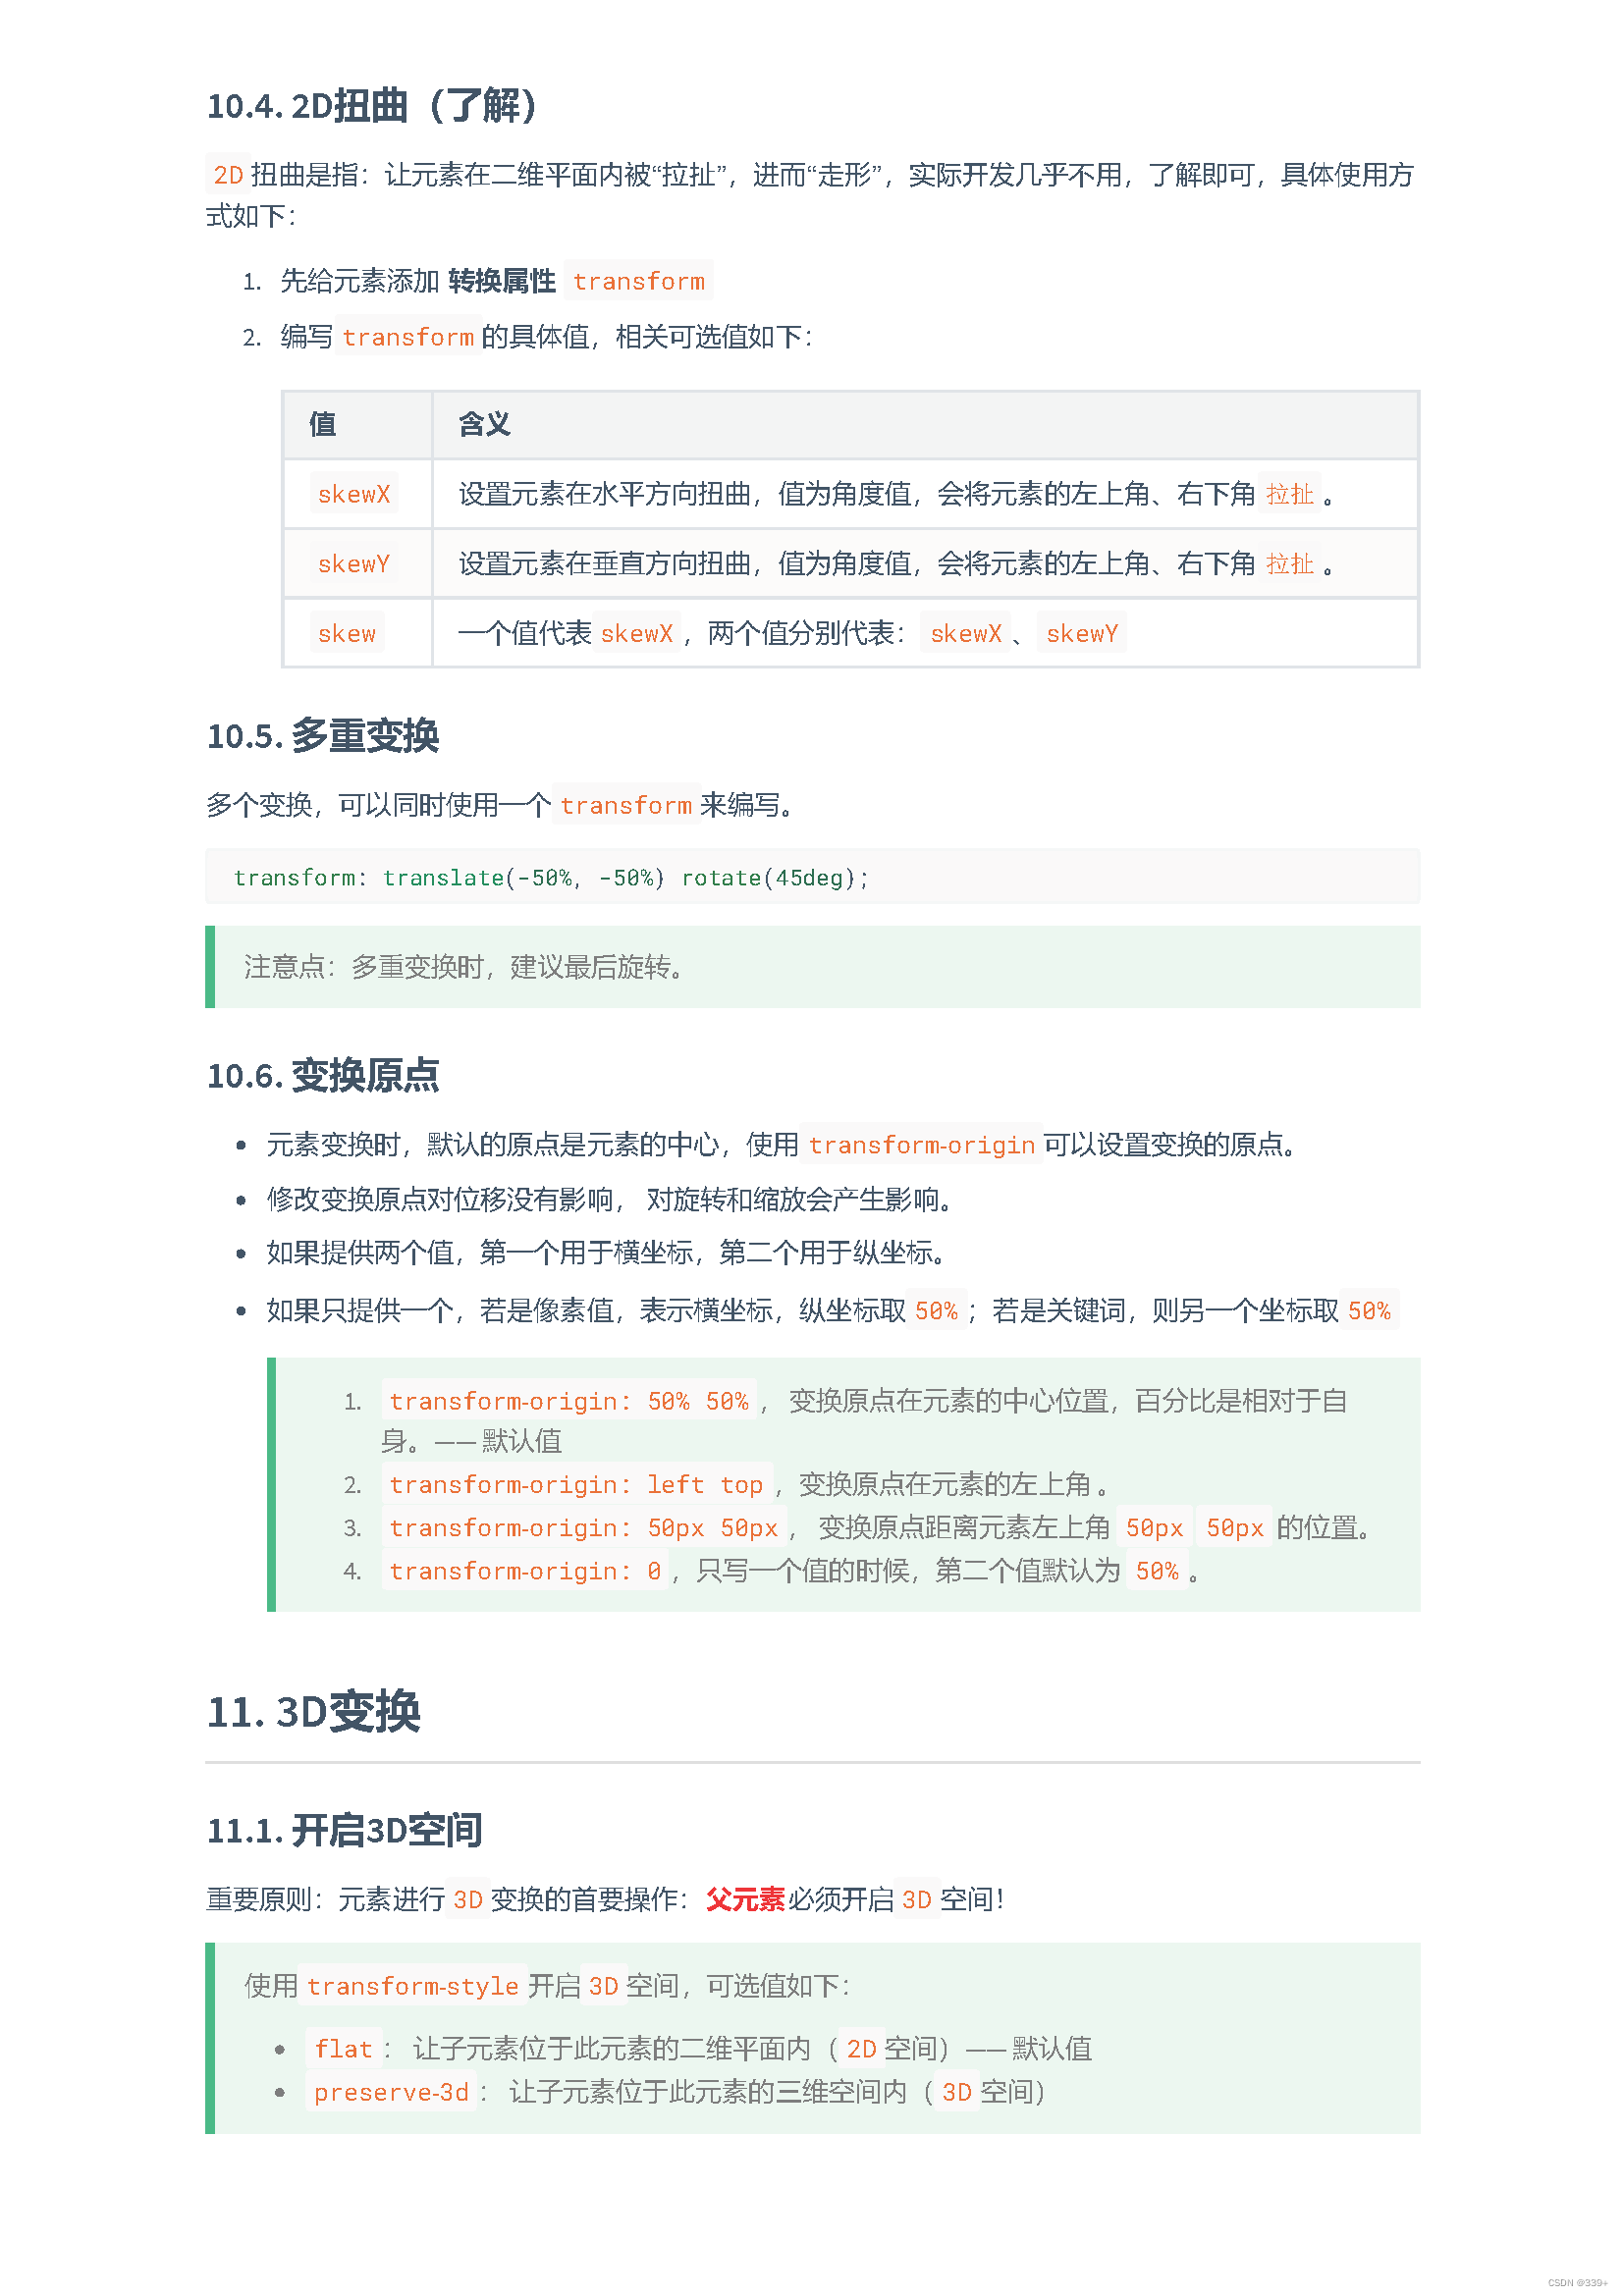 10.4. 2D扭曲（了解）
2D扭曲是指：让元素在二维平面内被“拉扯”，进而“走形”，实际开发几乎不用，了解即可，具体使用方
式如下：
1. 先给元素添加 转换属性 transform
2. 编写 transform 的具体值，相关可选值如下：
值 含义
skewX 设置元素在水平方向扭曲，值为角度值，会将元素的左上角、右下角 拉扯 。
skewY 设置元素在垂直方向扭曲，值为角度值，会将元素的左上角、右下角 拉扯 。
skew 一个值代表 skewX ，两个值分别代表： skewX 、 skewY
10.5. 多重变换
多个变换，可以同时使用一个 transform 来编写。
transform: translate(-50%, -50%) rotate(45deg);
注意点：多重变换时，建议最后旋转。
10.6. 变换原点
• 元素变换时，默认的原点是元素的中心，使用 transform-origin 可以设置变换的原点。
• 修改变换原点对位移没有影响， 对旋转和缩放会产生影响。
• 如果提供两个值，第一个用于横坐标，第二个用于纵坐标。
• 如果只提供一个，若是像素值，表示横坐标，纵坐标取 50% ；若是关键词，则另一个坐标取 50%
1. transform-origin: 50% 50% ， 变换原点在元素的中心位置，百分比是相对于自
身。—— 默认值
2. transform-origin: left top ，变换原点在元素的左上角 。
3. transform-origin: 50px 50px ， 变换原点距离元素左上角 50px 50px 的位置。
4. transform-origin: 0 ，只写一个值的时候，第二个值默认为 50% 。
11. 3D变换
11.1. 开启3D空间
重要原则：元素进行 3D 变换的首要操作：父元素必须开启 3D 空间！
使用 transform-style 开启 3D 空间，可选值如下：
• flat ： 让子元素位于此元素的二维平面内（ 2D 空间）—— 默认值
• preserve-3d ： 让子元素位于此元素的三维空间内（ 3D 空间）
CSDN @339+